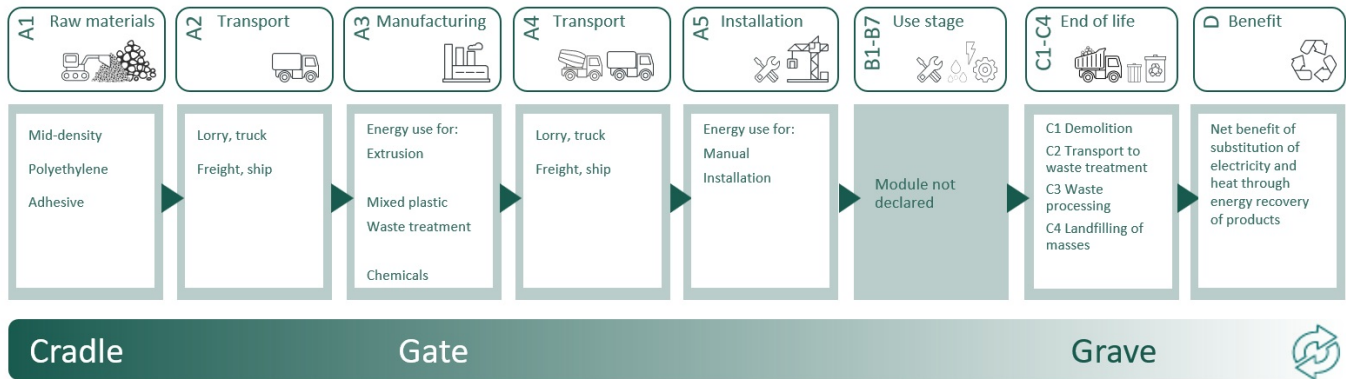 A1 Raw materials
A2 Transport
A3 Manufacturing
A4 Transport
A5 Installation
B1-B7 Use stage
C1-C4 End of life
D Benefit
Mid-density
Polyethylene
Adhesive
Lorry, truck
Freight, ship
Energy use for:
Extrusion
Mixed plastic
Waste treatment
Chemicals
Lorry, truck
Freight, ship
Energy use for:
Manual
Installation
Module not
declared
C1 Demolition
C2 Transport to
waste treatment
C3 Waste
processing
C4 Landfilling of
masses
Net benefit of
substitution of
electricity and
heat through
energy recovery
of products
Cradle
Gate
Grave